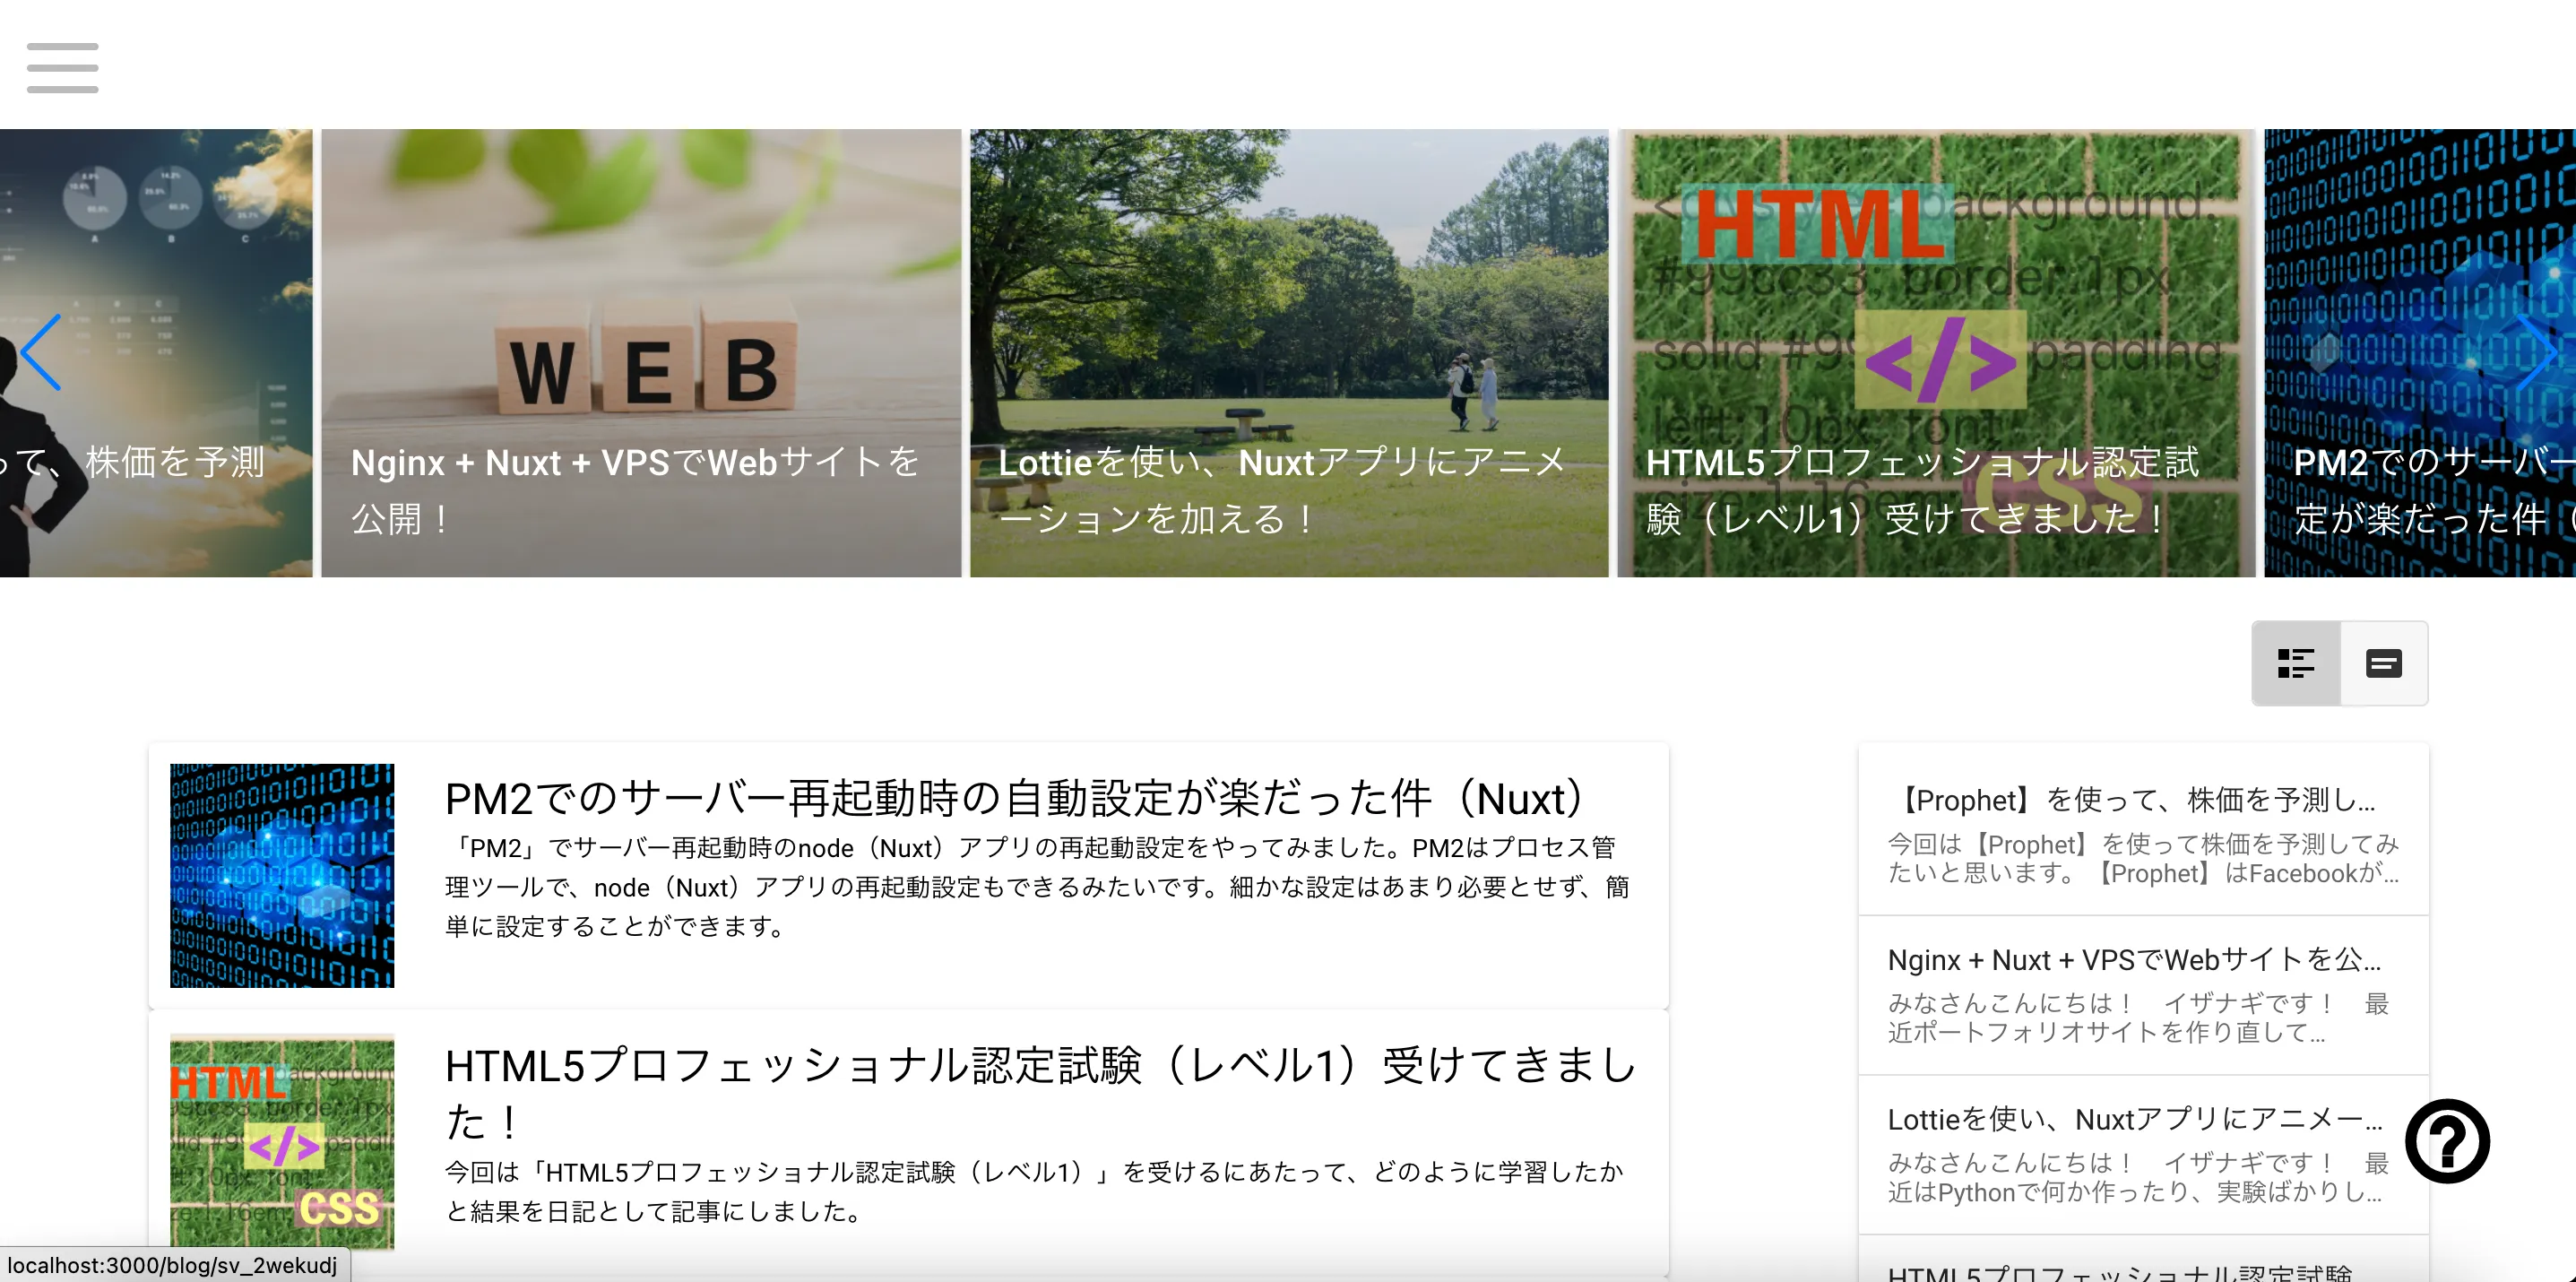 って、株価を予測
WEB
Nginx + Nuxt + VPSでWebサイトを
公開！
Lottieを使い、Nuxtアプリにアニメ
ーションを加える！
HTML
background:
#99cc33; border:1px
solid #99
</>
padding
left:10px; font
size:1.16em;
CSS
HTML5プロフェッショナル認定試
験（レベル1）受けてきました！
PM2でのサーバー
定が楽だった件（
PM2でのサーバー再起動時の自動設定が楽だった件（Nuxt）
「PM2」でサーバー再起動時のnode（Nuxt）アプリの再起動設定をやってみました。PM2はプロセス管
理ツールで、node（Nuxt）アプリの再起動設定もできるみたいです。細かな設定はあまり必要とせず、簡
単に設定することができます。
HTML5プロフェッショナル認定試験（レベル1）受けてきまし
た！
今回は「HTML5プロフェッショナル認定試験（レベル1）」を受けるにあたって、どのように学習したか
と結果を日記として記事にしました。
HTML
</>
CSS
【Prophet】を使って、株価を予測し...
今回は【Prophet】を使って株価を予測してみ
たいと思います。【Prophet】はFacebookが...
Nginx + Nuxt + VPSでWebサイトを公...
みなさんこんにちは！　イザナギです！　最
近ポートフォリオサイトを作り直して...
Lottieを使い、Nuxtアプリにアニメー...
みなさんこんにちは！　イザナギです！　最
近はPythonで何か作ったり、実験ばかりし...
HTML5プロフェッショナル認定試験
localhost:3000/blog/sv_2wekudj